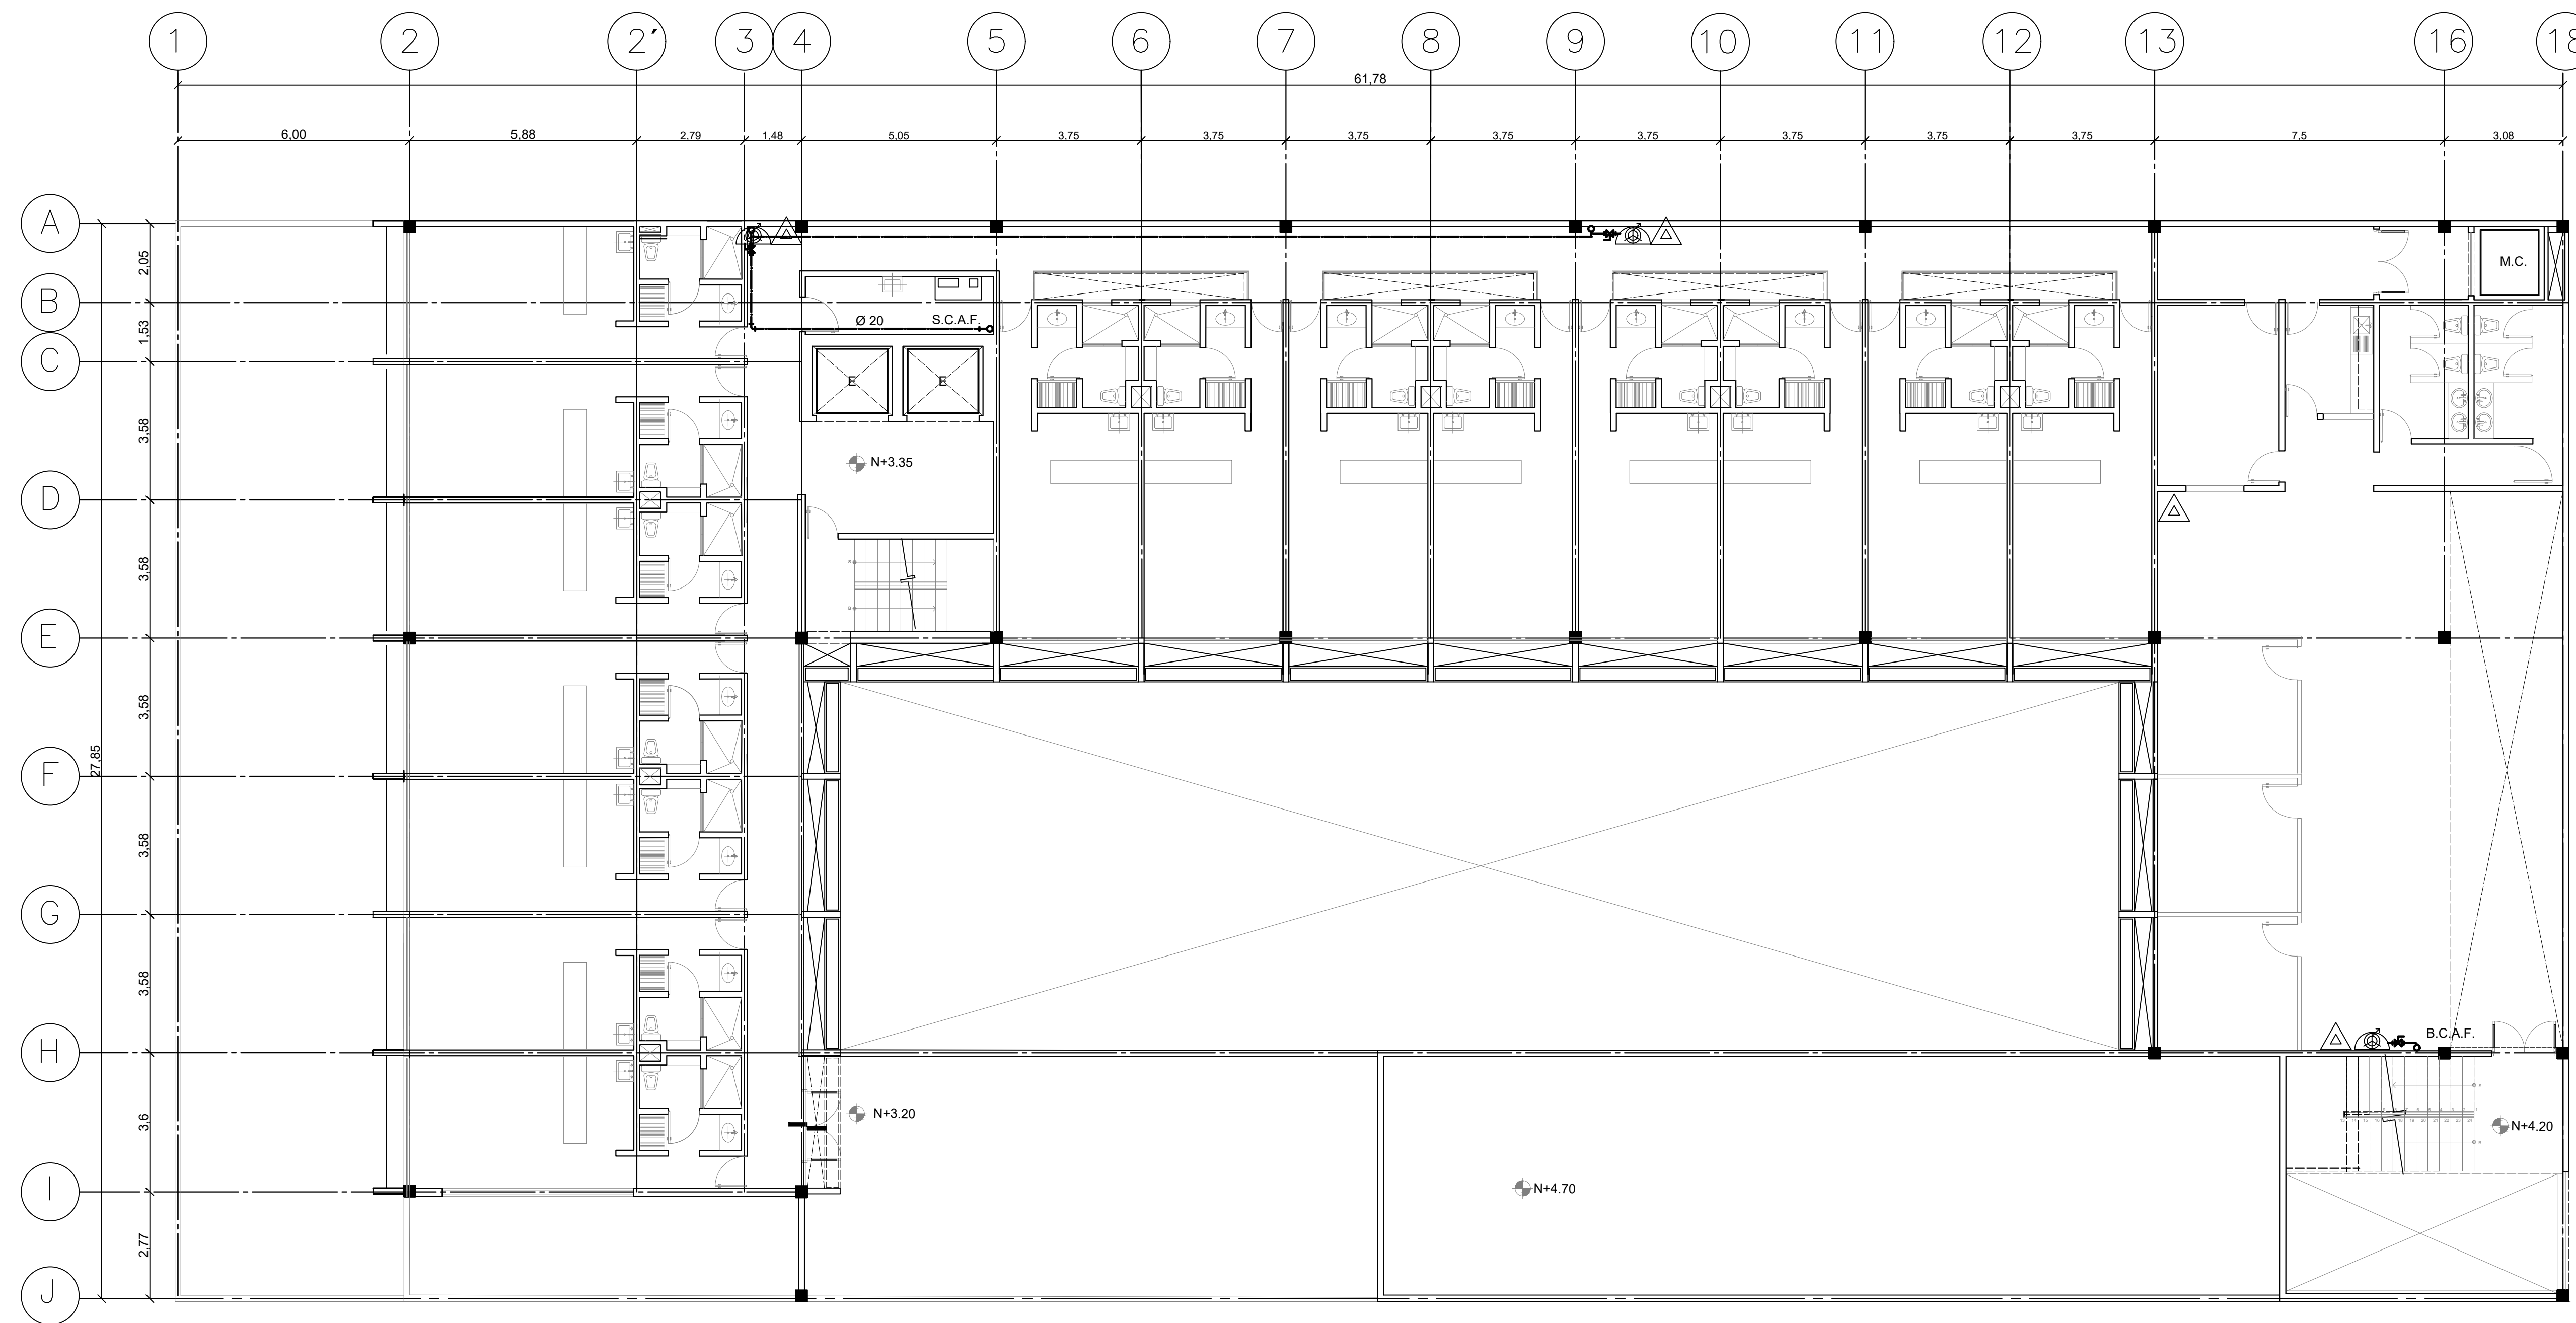 1 2 2' 3 4 5 6 7 8 9 10 11 12 13 16 18
61,78
6,00 5,88 2,79 1,48 5,05 3,75 3,75 3,75 3,75 3,75 3,75 3,75 3,75 7,5 3,08
A
2,05
M.C.
B
1,53
Ø 20 S.C.A.F.
C
E E
3,58
N+3.35
D
3,58
E
3,58
27,85
F
3,58
G
3,58
B.C.A.F.
H
3,6
N+3.20
N+4.20
N+4.70
I
2,77
J